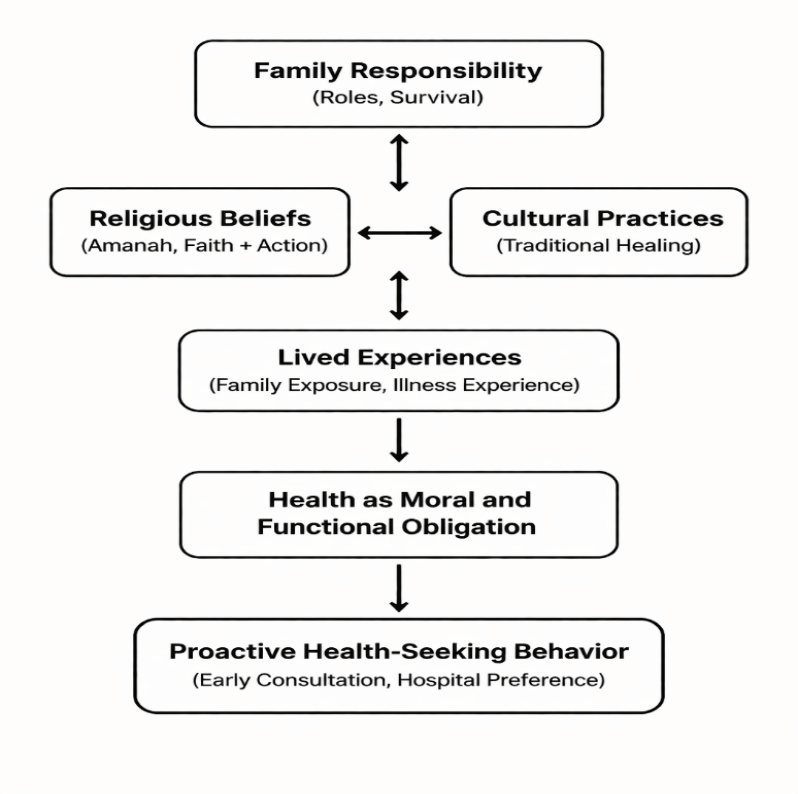 Family Responsibility
(Roles, Survival)
Religious Beliefs
(Amanah, Faith + Action)
Cultural Practices
(Traditional Healing)
Lived Experiences
(Family Exposure, Illness Experience)
Health as Moral and
Functional Obligation
Proactive Health-Seeking Behavior
(Early Consultation, Hospital Preference)